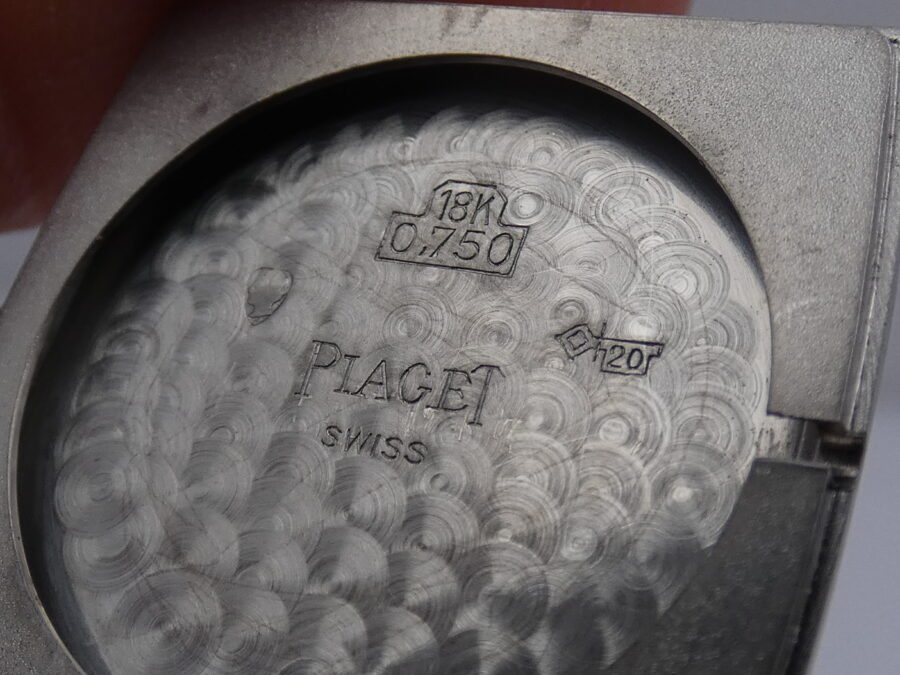 18K
0,750
PIAGET
SWISS
20